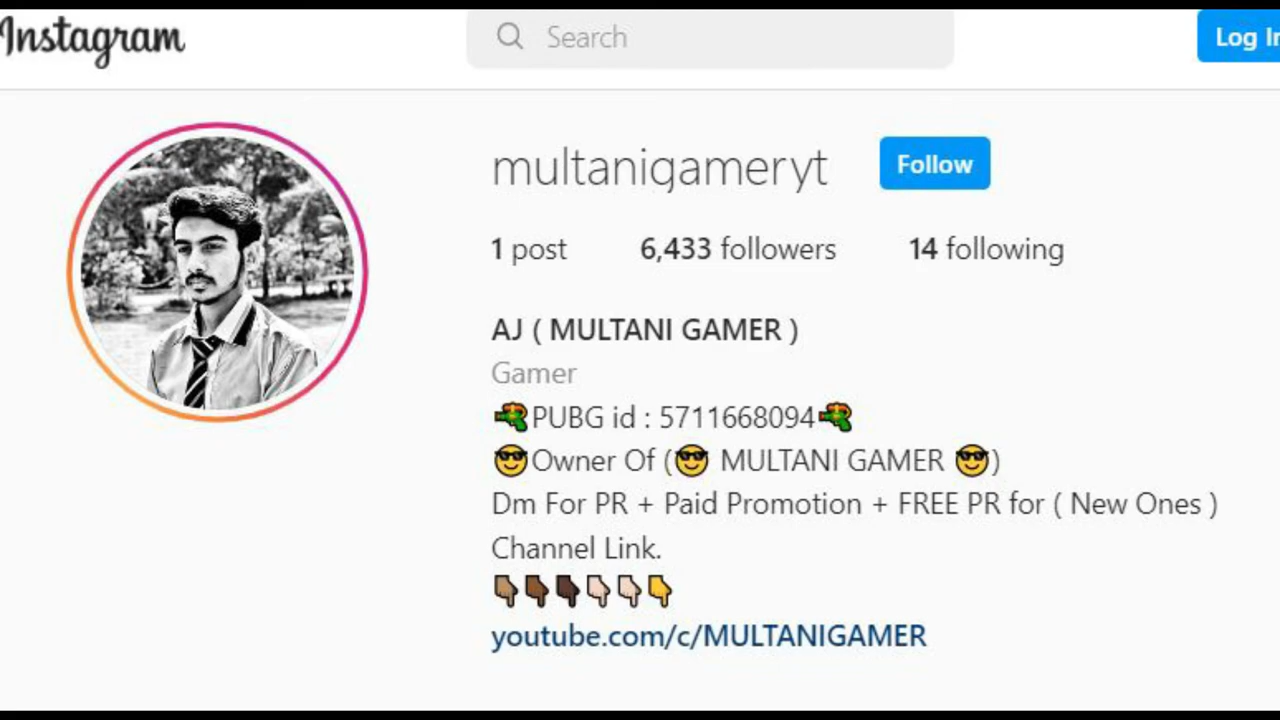 Instagram
Search
Log In
multanigameryt
Follow
1 post 6,433 followers 14 following
AJ ( MULTANI GAMER )
Gamer
🔫PUBG id : 5711668094🔫
😎Owner Of (😎 MULTANI GAMER 😎)
Dm For PR + Paid Promotion + FREE PR for ( New Ones )
Channel Link.
👇🏽👇🏾👇🏿👇🏻👇🏻👇
youtube.com/c/MULTANIGAMER